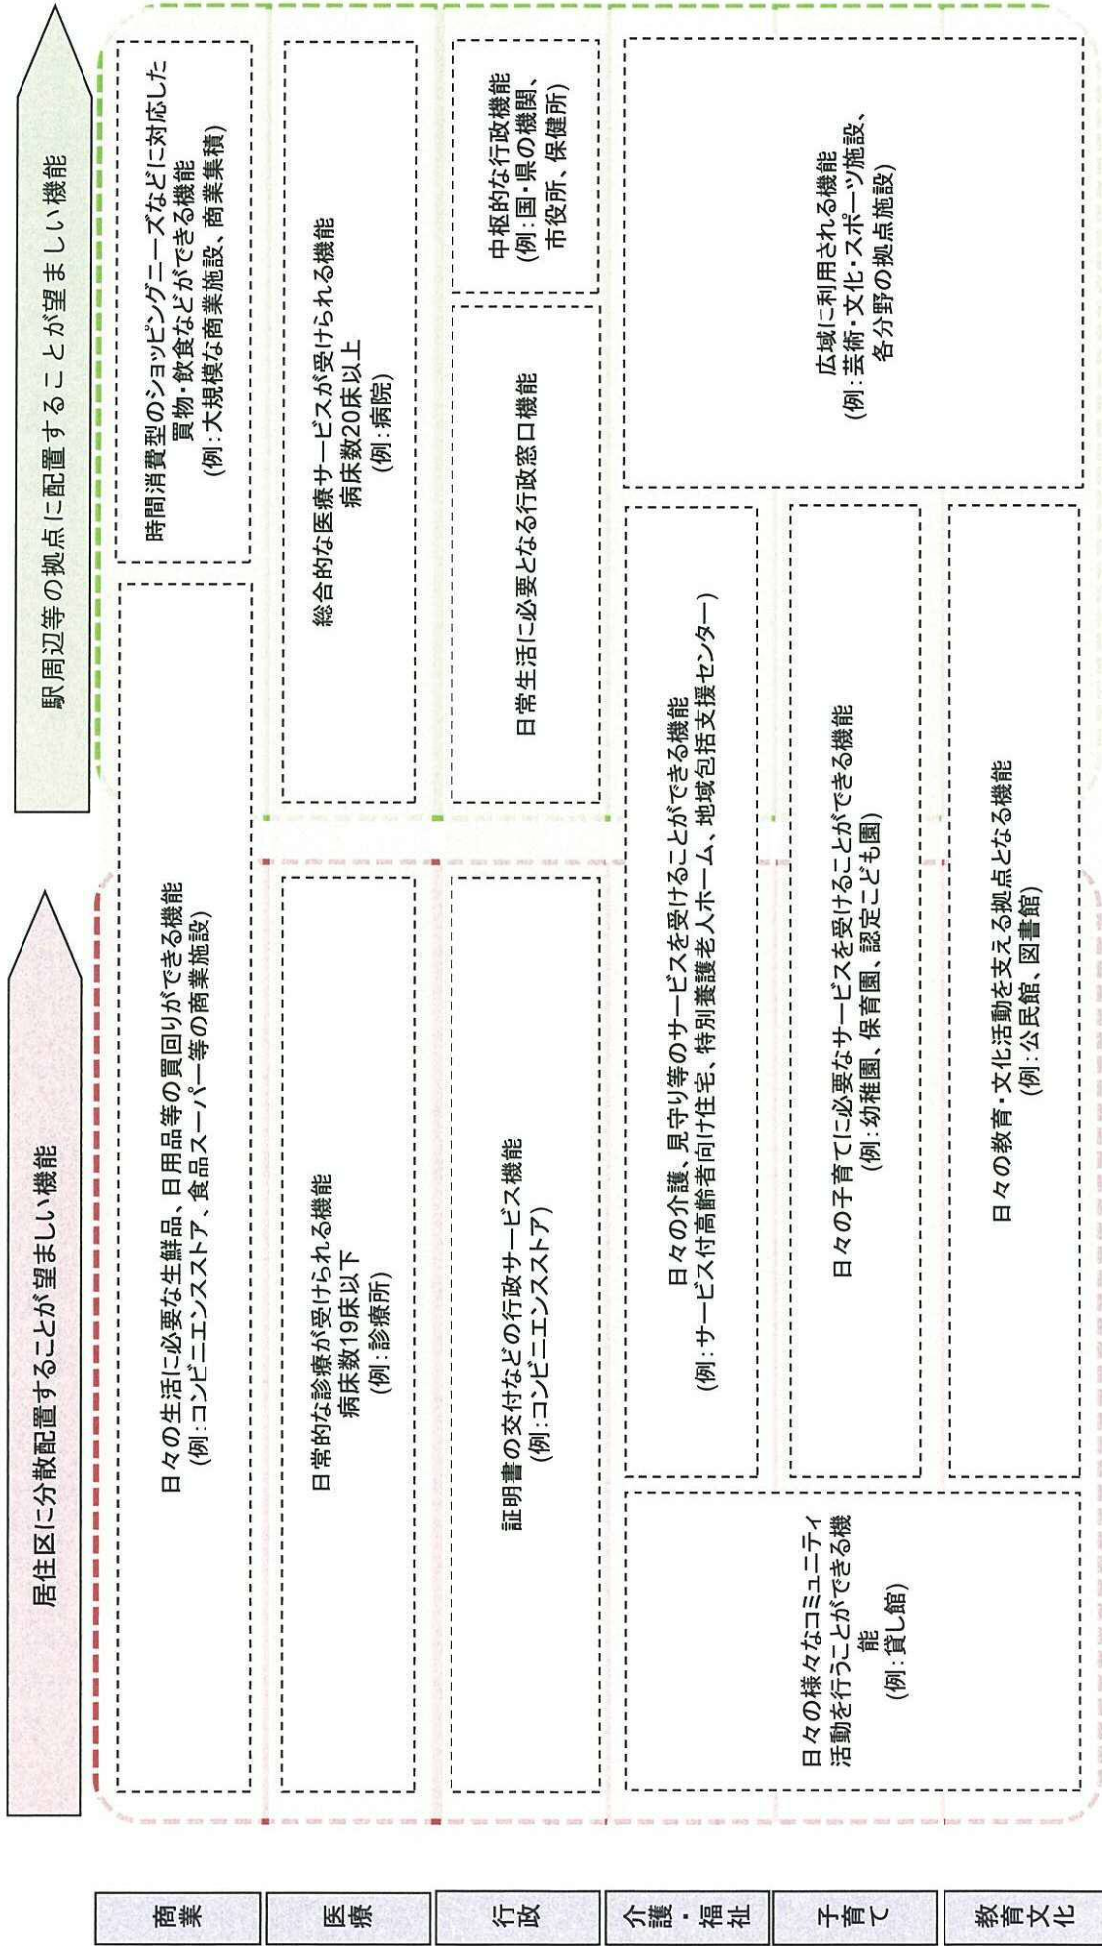 居住区に分散配置することが望ましい機能
駅周辺等の拠点に配置することが望ましい機能
商業
日々の生活に必要な生鮮品、日用品等の買回りができる機能
(例:コンビニエンスストア、食品スーパー等の商業施設)
時間消費型のショッピングニーズなどに対応した
買物・飲食などができる機能
(例:大規模な商業施設、商業集積)
医療
日常的な診療が受けられる機能
病床数19床以下
(例:診療所)
総合的な医療サービスが受けられる機能
病床数20床以上
(例:病院)
行政
証明書の交付などの行政サービス機能
(例:コンビニエンスストア)
日常生活に必要となる行政窓口機能
中枢的な行政機能
(例:国・県の機関、
市役所、保健所)
介護・福祉
子育て
教育文化
日々の様々なコミュニティ
活動を行うことができる機
能
(例:貸し館)
日々の介護、見守り等のサービスを受けることができる機能
(例:サービス付高齢者向け住宅、特別養護老人ホーム、地域包括支援センター)
日々の子育てに必要なサービスを受けることができる機能
(例:幼稚園、保育園、認定こども園)
日々の教育・文化活動を支える拠点となる機能
(例:公民館、図書館)
広域に利用される機能
(例:芸術・文化・スポーツ施設、
各分野の拠点施設)